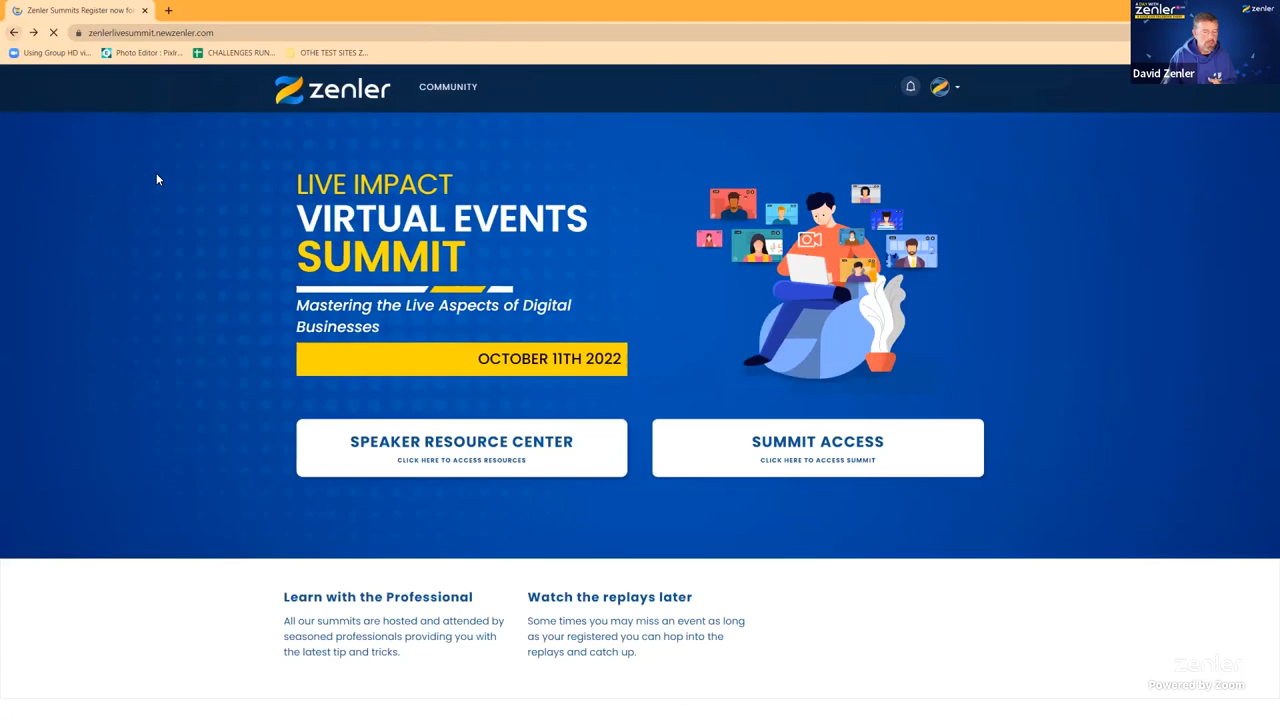 Zenler Summits Register now for
zenlerlivesummit.newzenler.com
Using Group HD vi...
Photo Editor : Pixlr...
CHALLENGES RUN...
OTHE TEST SITES Z...
zenler
zenler
David Zenler
zenler
COMMUNITY
LIVE IMPACT
VIRTUAL EVENTS
SUMMIT
Mastering the Live Aspects of Digital
Businesses
OCTOBER 11TH 2022
SPEAKER RESOURCE CENTER
CLICK HERE TO ACCESS RESOURCES
SUMMIT ACCESS
CLICK HERE TO ACCESS SUMMIT
Learn with the Professional
All our summits are hosted and attended by
seasoned professionals providing you with
the latest tip and tricks.
Watch the replays later
Some times you may miss an event as long
as your registered you can hop into the
replays and catch up.
zenler
Powered by Zoom